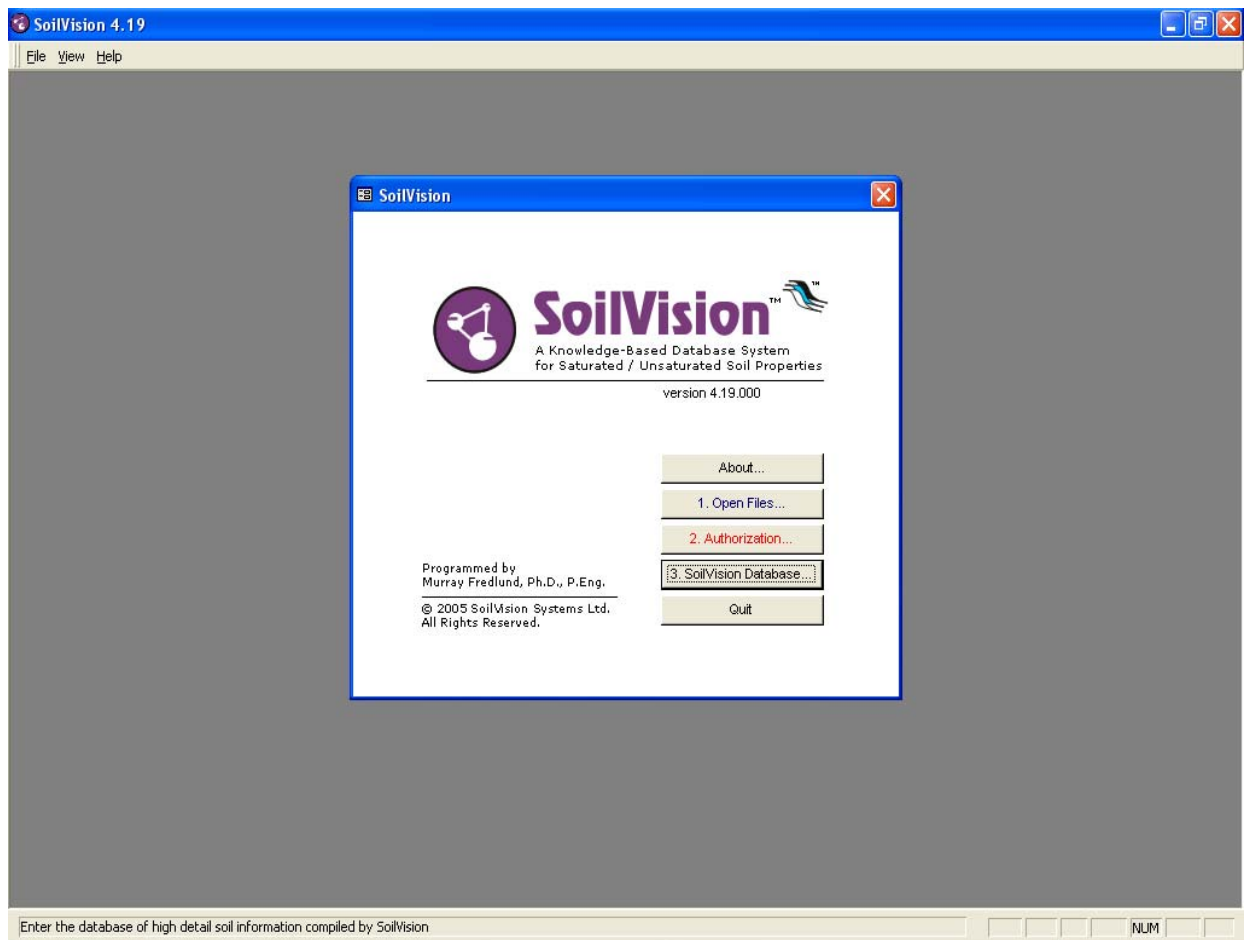 SoilVision 4.19
File View Help
SoilVision
SoilVision™ ™
A Knowledge-Based Database System
for Saturated / Unsaturated Soil Properties
version 4.19.000
About...
1. Open Files...
2. Authorization...
3. SoilVision Database...
Quit
Programmed by
Murray Fredlund, Ph.D., P.Eng.
© 2005 SoilVision Systems Ltd.
All Rights Reserved.
Enter the database of high detail soil information compiled by SoilVision
NUM